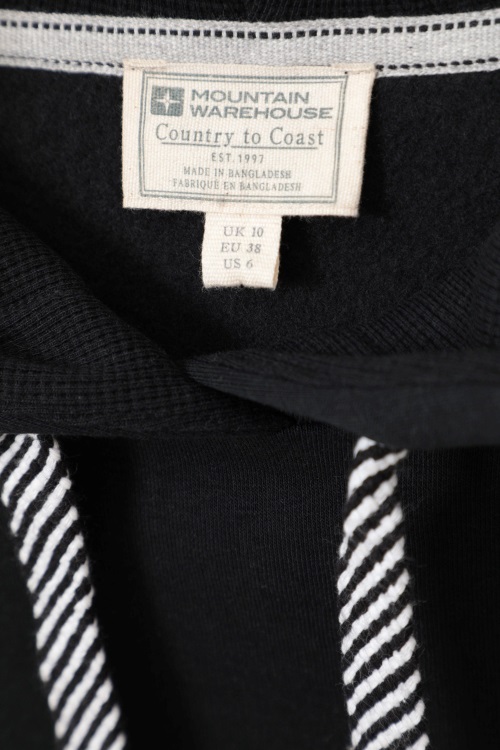 MOUNTAIN
WAREHOUSE
Country to Coast
EST. 1997
MADE IN BANGLADESH
FABRIQUÉ EN BANGLADESH
UK 10
EU 38
US 6